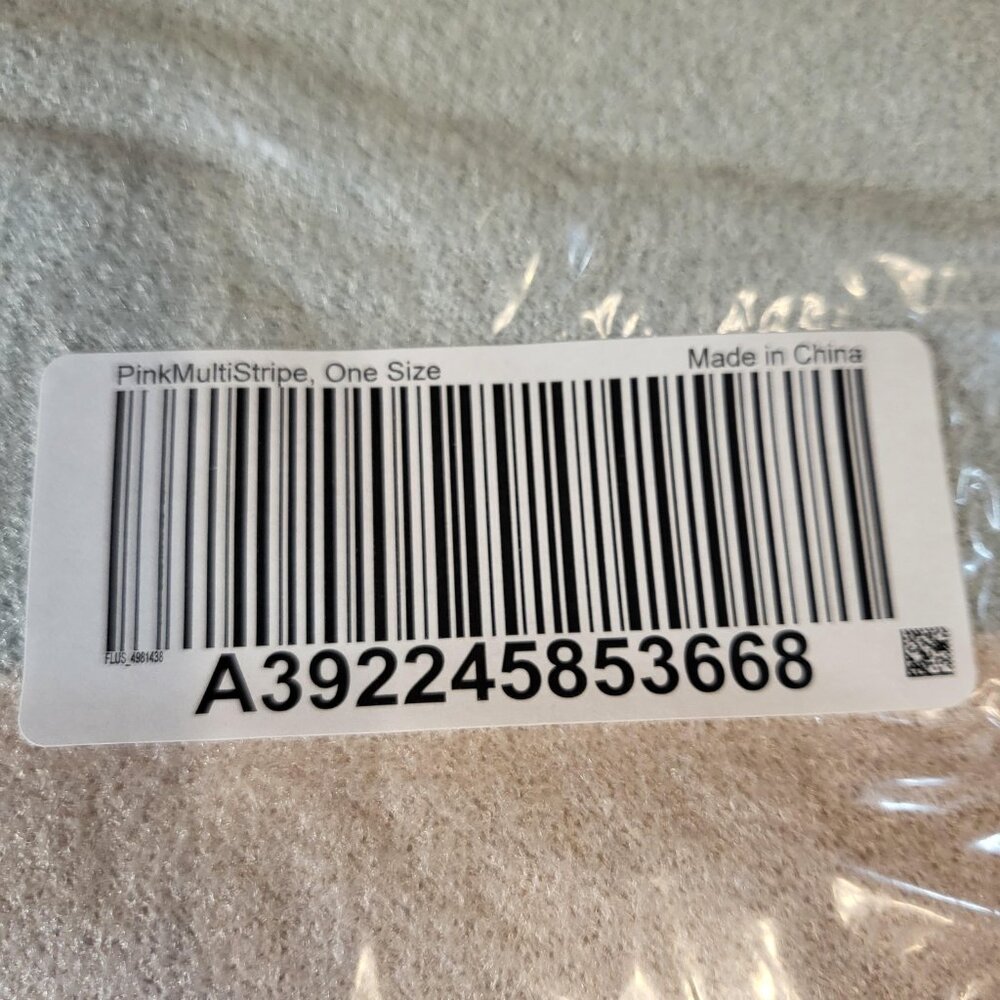 PinkMultiStripe, One Size
Made in China
FLUS_4981438
A392245853668